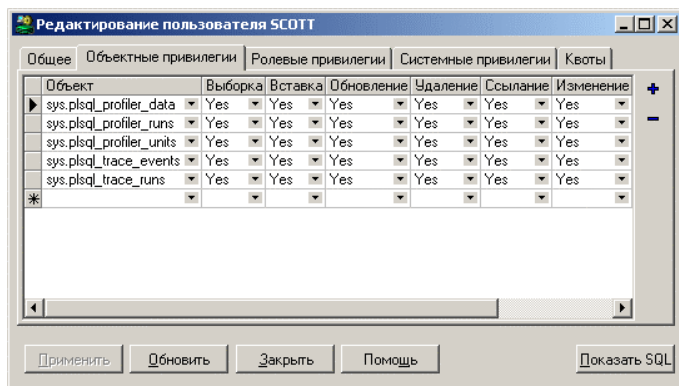 Редактирование пользователя SCOTT
Общее Объектные привилегии Ролевые привилегии Системные привилегии Квоты
Объект Выборка Вставка Обновление Удаление Ссылание Изменение
sys.plsql_profiler_data Yes Yes Yes Yes Yes Yes
sys.plsql_profiler_runs Yes Yes Yes Yes Yes Yes
sys.plsql_profiler_units Yes Yes Yes Yes Yes Yes
sys.plsql_trace_events Yes Yes Yes Yes Yes Yes
sys.plsql_trace_runs Yes Yes Yes Yes Yes Yes
Применить Обновить Закрыть Помощь Показать SQL